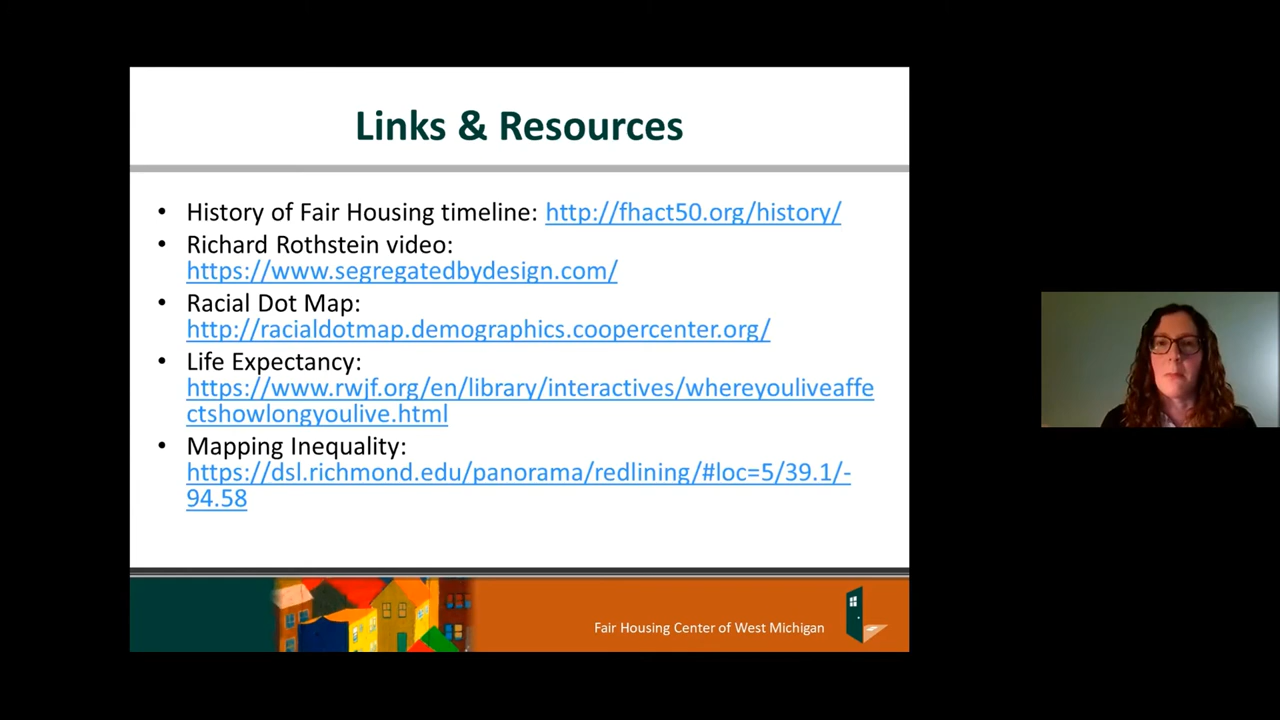 Links & Resources
• History of Fair Housing timeline: http://fhact50.org/history/
• Richard Rothstein video:
https://www.segregatedbydesign.com/
• Racial Dot Map:
http://racialdotmap.demographics.coopercenter.org/
• Life Expectancy:
https://www.rwjf.org/en/library/interactives/whereyouliveaffe
ctshowlongyoulive.html
• Mapping Inequality:
https://dsl.richmond.edu/panorama/redlining/#loc=5/39.1/-
94.58
Fair Housing Center of West Michigan